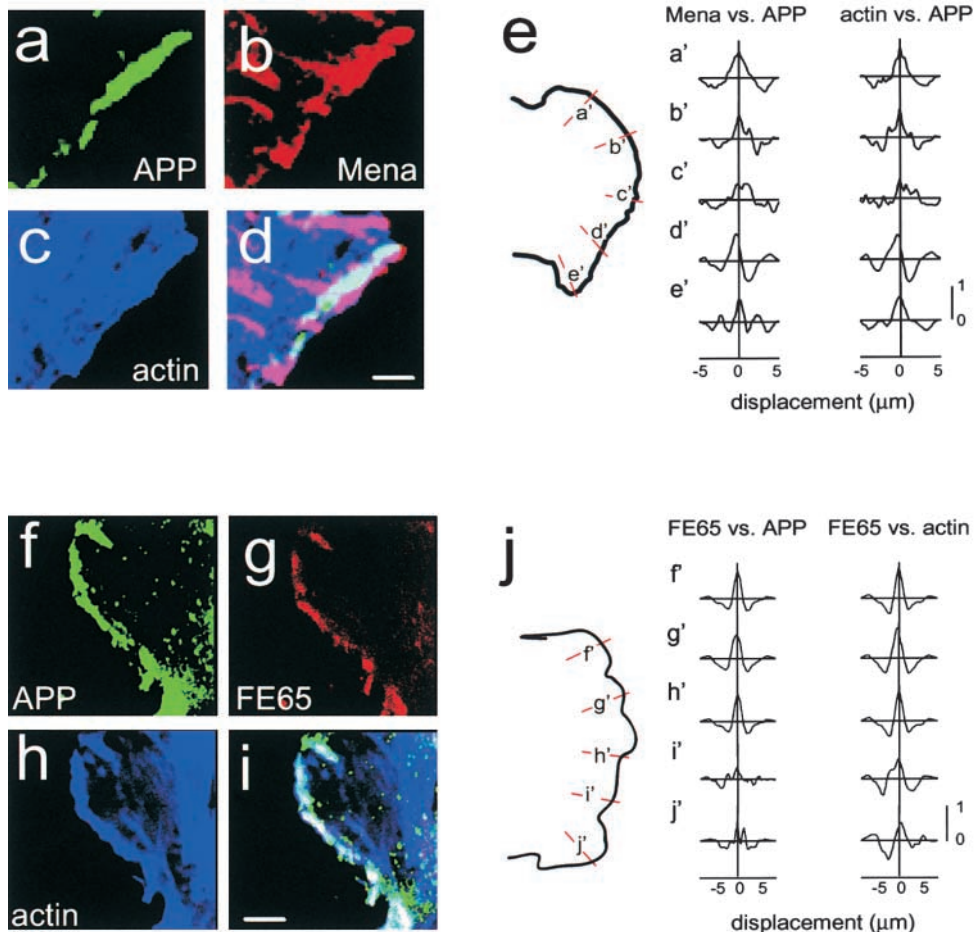 a
APP
b
Mena
c
actin
d
e
a'
b'
c'
d'
e'
Mena vs. APP
actin vs. APP
a'
b'
c'
d'
e'
1
0
-5 0 5
-5 0 5
displacement (μm)
f
APP
g
FE65
h
actin
i
j
f'
g'
h'
i'
j'
FE65 vs. APP
FE65 vs. actin
f'
g'
h'
i'
j'
1
0
-5 0 5
-5 0 5
displacement (μm)